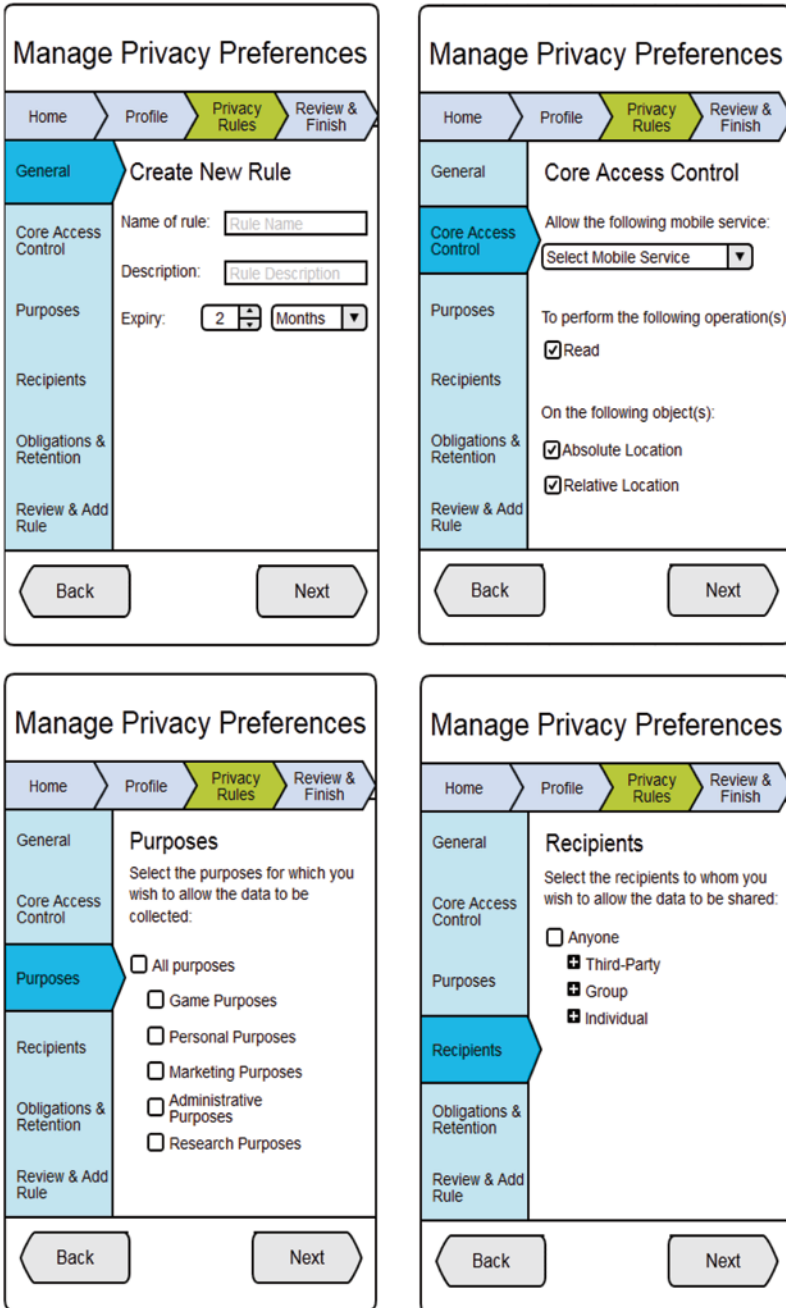 Manage Privacy Preferences
Home
Profile
Privacy
Rules
Review &
Finish
General
Core Access
Control
Purposes
Recipients
Obligations &
Retention
Review & Add
Rule
Create New Rule
Name of rule:
Rule Name
Description:
Rule Description
Expiry:
2
Months
Back
Next
Manage Privacy Preferences
Home
Profile
Privacy
Rules
Review &
Finish
General
Core Access
Control
Purposes
Recipients
Obligations &
Retention
Review & Add
Rule
Core Access Control
Allow the following mobile service:
Select Mobile Service
To perform the following operation(s)
Read
On the following object(s):
Absolute Location
Relative Location
Back
Next
Manage Privacy Preferences
Home
Profile
Privacy
Rules
Review &
Finish
General
Core Access
Control
Purposes
Recipients
Obligations &
Retention
Review & Add
Rule
Purposes
Select the purposes for which you
wish to allow the data to be
collected:
All purposes
Game Purposes
Personal Purposes
Marketing Purposes
Administrative
Purposes
Research Purposes
Back
Next
Manage Privacy Preferences
Home
Profile
Privacy
Rules
Review &
Finish
General
Core Access
Control
Purposes
Recipients
Obligations &
Retention
Review & Add
Rule
Recipients
Select the recipients to whom you
wish to allow the data to be shared:
Anyone
Third-Party
Group
Individual
Back
Next